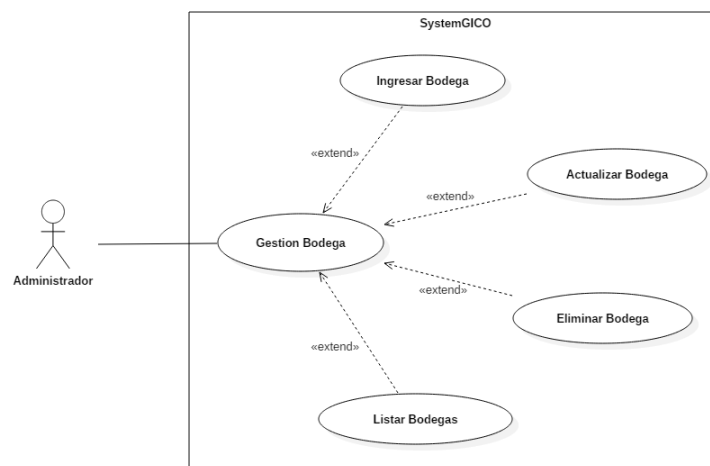 SystemGICO
Ingresar Bodega
«extend»
Actualizar Bodega
«extend»
Gestion Bodega
Administrador
«extend»
Eliminar Bodega
«extend»
Listar Bodegas